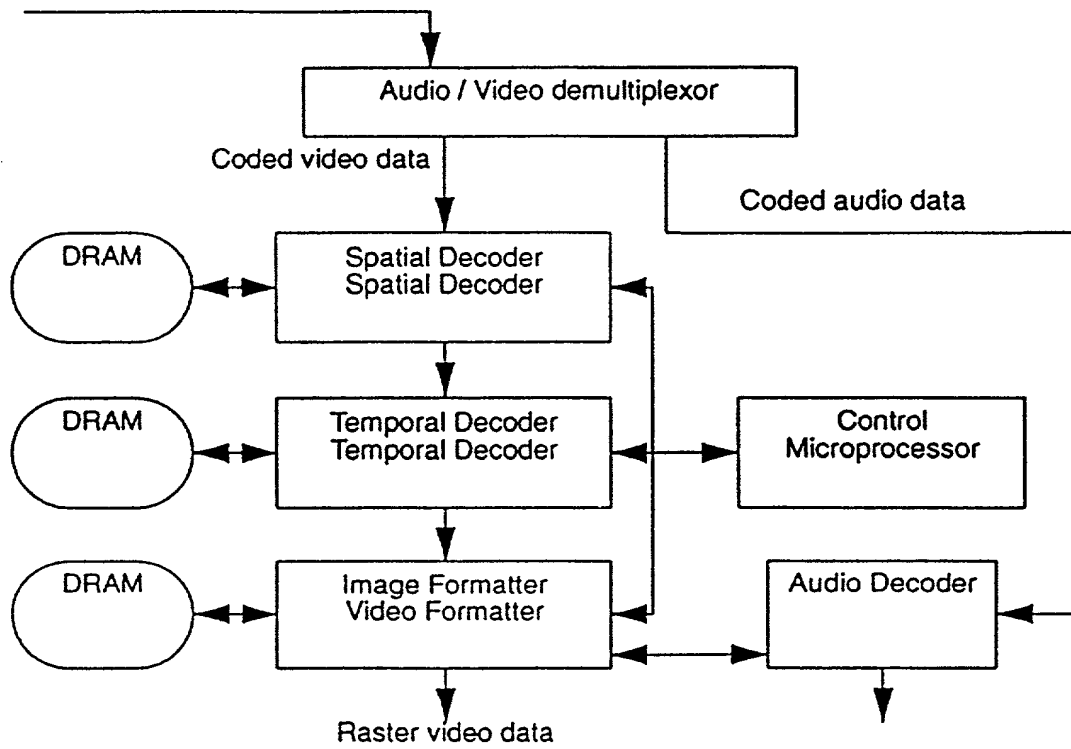 Audio / Video demultiplexor
Coded video data
Coded audio data
DRAM
Spatial Decoder
Spatial Decoder
DRAM
Temporal Decoder
Temporal Decoder
Control
Microprocessor
DRAM
Image Formatter
Video Formatter
Audio Decoder
Raster video data